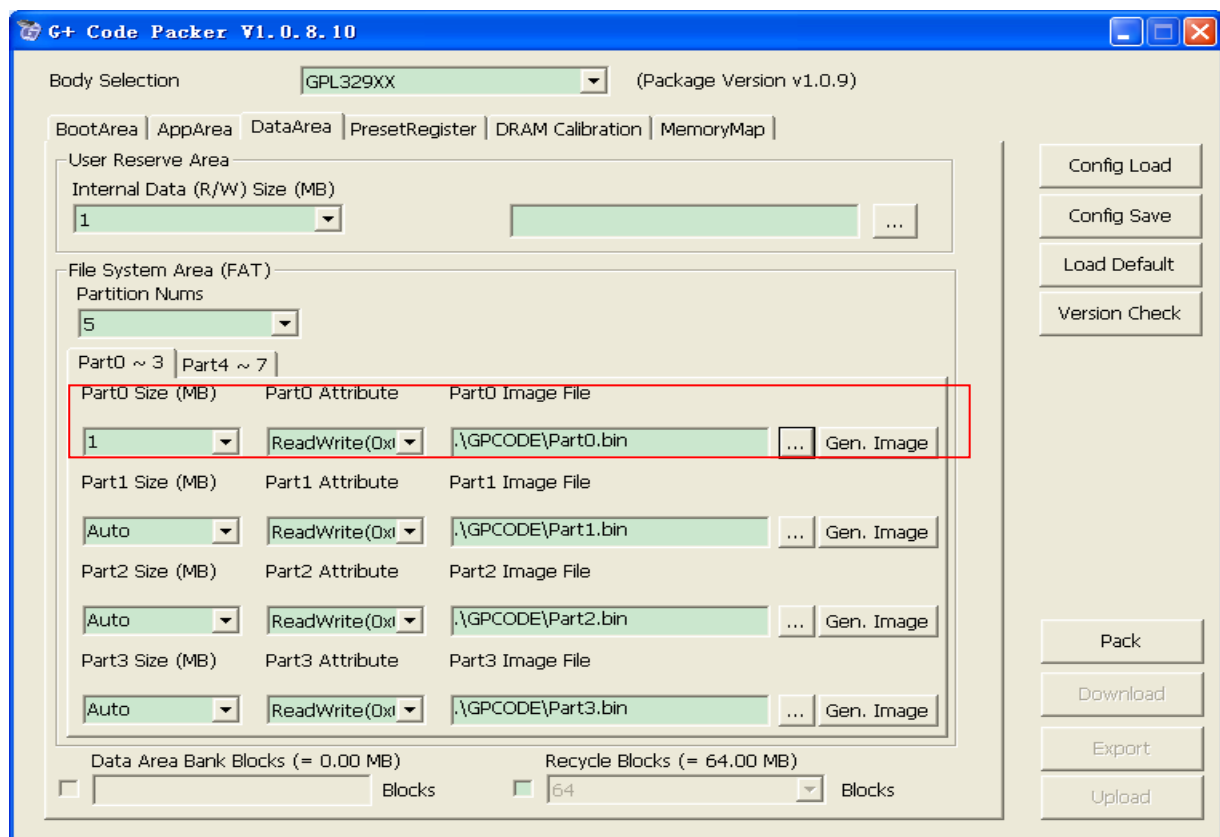 G+ Code Packer V1.0.8.10
Body Selection GPL329XX (Package Version v1.0.9)
BootArea AppArea DataArea PresetRegister DRAM Calibration MemoryMap
User Reserve Area
Internal Data (R/W) Size (MB)
1 ...
File System Area (FAT)
Partition Nums
5
Part0 ~ 3 Part4 ~ 7
Part0 Size (MB) Part0 Attribute Part0 Image File
1 ReadWrite(0x .\GPCODE\Part0.bin ... Gen. Image
Part1 Size (MB) Part1 Attribute Part1 Image File
Auto ReadWrite(0x .\GPCODE\Part1.bin ... Gen. Image
Part2 Size (MB) Part2 Attribute Part2 Image File
Auto ReadWrite(0x .\GPCODE\Part2.bin ... Gen. Image
Part3 Size (MB) Part3 Attribute Part3 Image File
Auto ReadWrite(0x .\GPCODE\Part3.bin ... Gen. Image
Data Area Bank Blocks (= 0.00 MB) Recycle Blocks (= 64.00 MB)
Blocks 64 Blocks
Config Load
Config Save
Load Default
Version Check
Pack
Download
Export
Upload